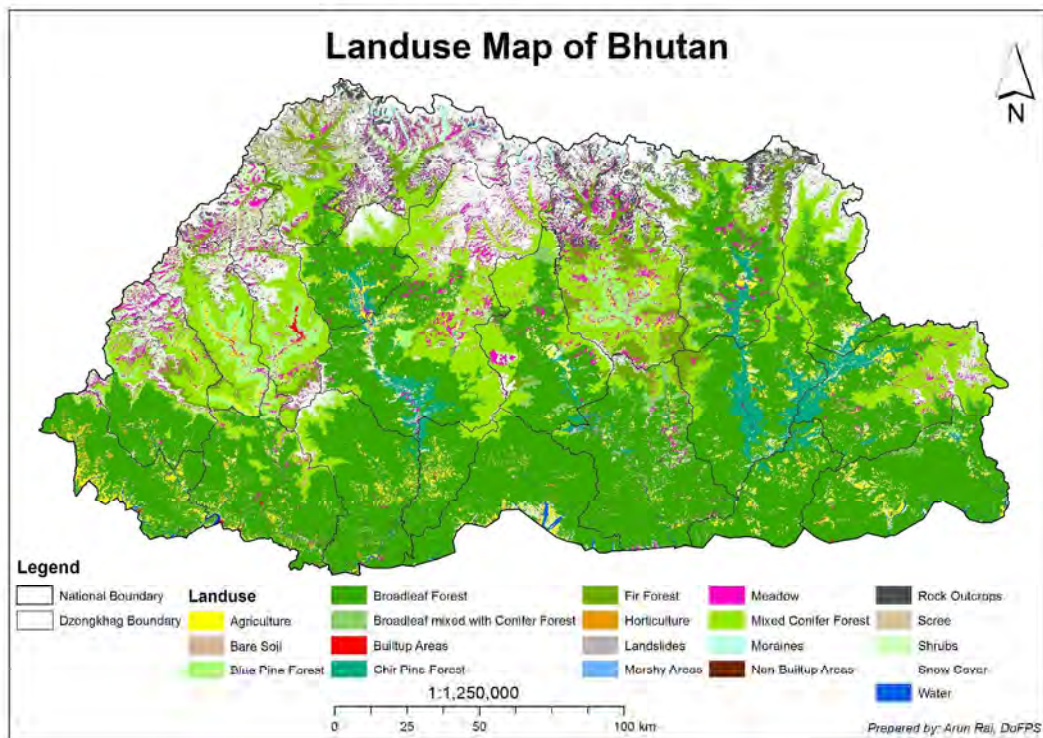 Landuse Map of Bhutan
N
Legend
National Boundary
Dzongkhag Boundary
Landuse
Agriculture
Bare Soil
Blue Pine Forest
Broadleaf Forest
Broadleaf mixed with Conifer Forest
Builtup Areas
Chir Pine Forest
Fir Forest
Horticulture
Landslides
Marshy Areas
Meadow
Mixed Conifer Forest
Moraines
Non Builtup Areas
Rock Outcrops
Scree
Shrubs
Snow Cover
Water
1:1,250,000
0 25 50 100 km
Prepared by: Arun Rai, DoFPS